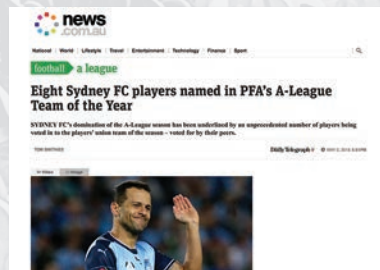 news
.com.au
National World Lifestyle Travel Entertainment Technology Finance Sport
football a league
Eight Sydney FC players named in PFA's A-League
Team of the Year
SYDNEY FC's domination of the A-League season has been underlined by an unprecedented number of players being
voted in to the players' union team of the season – voted for by their peers.
Daily Telegraph